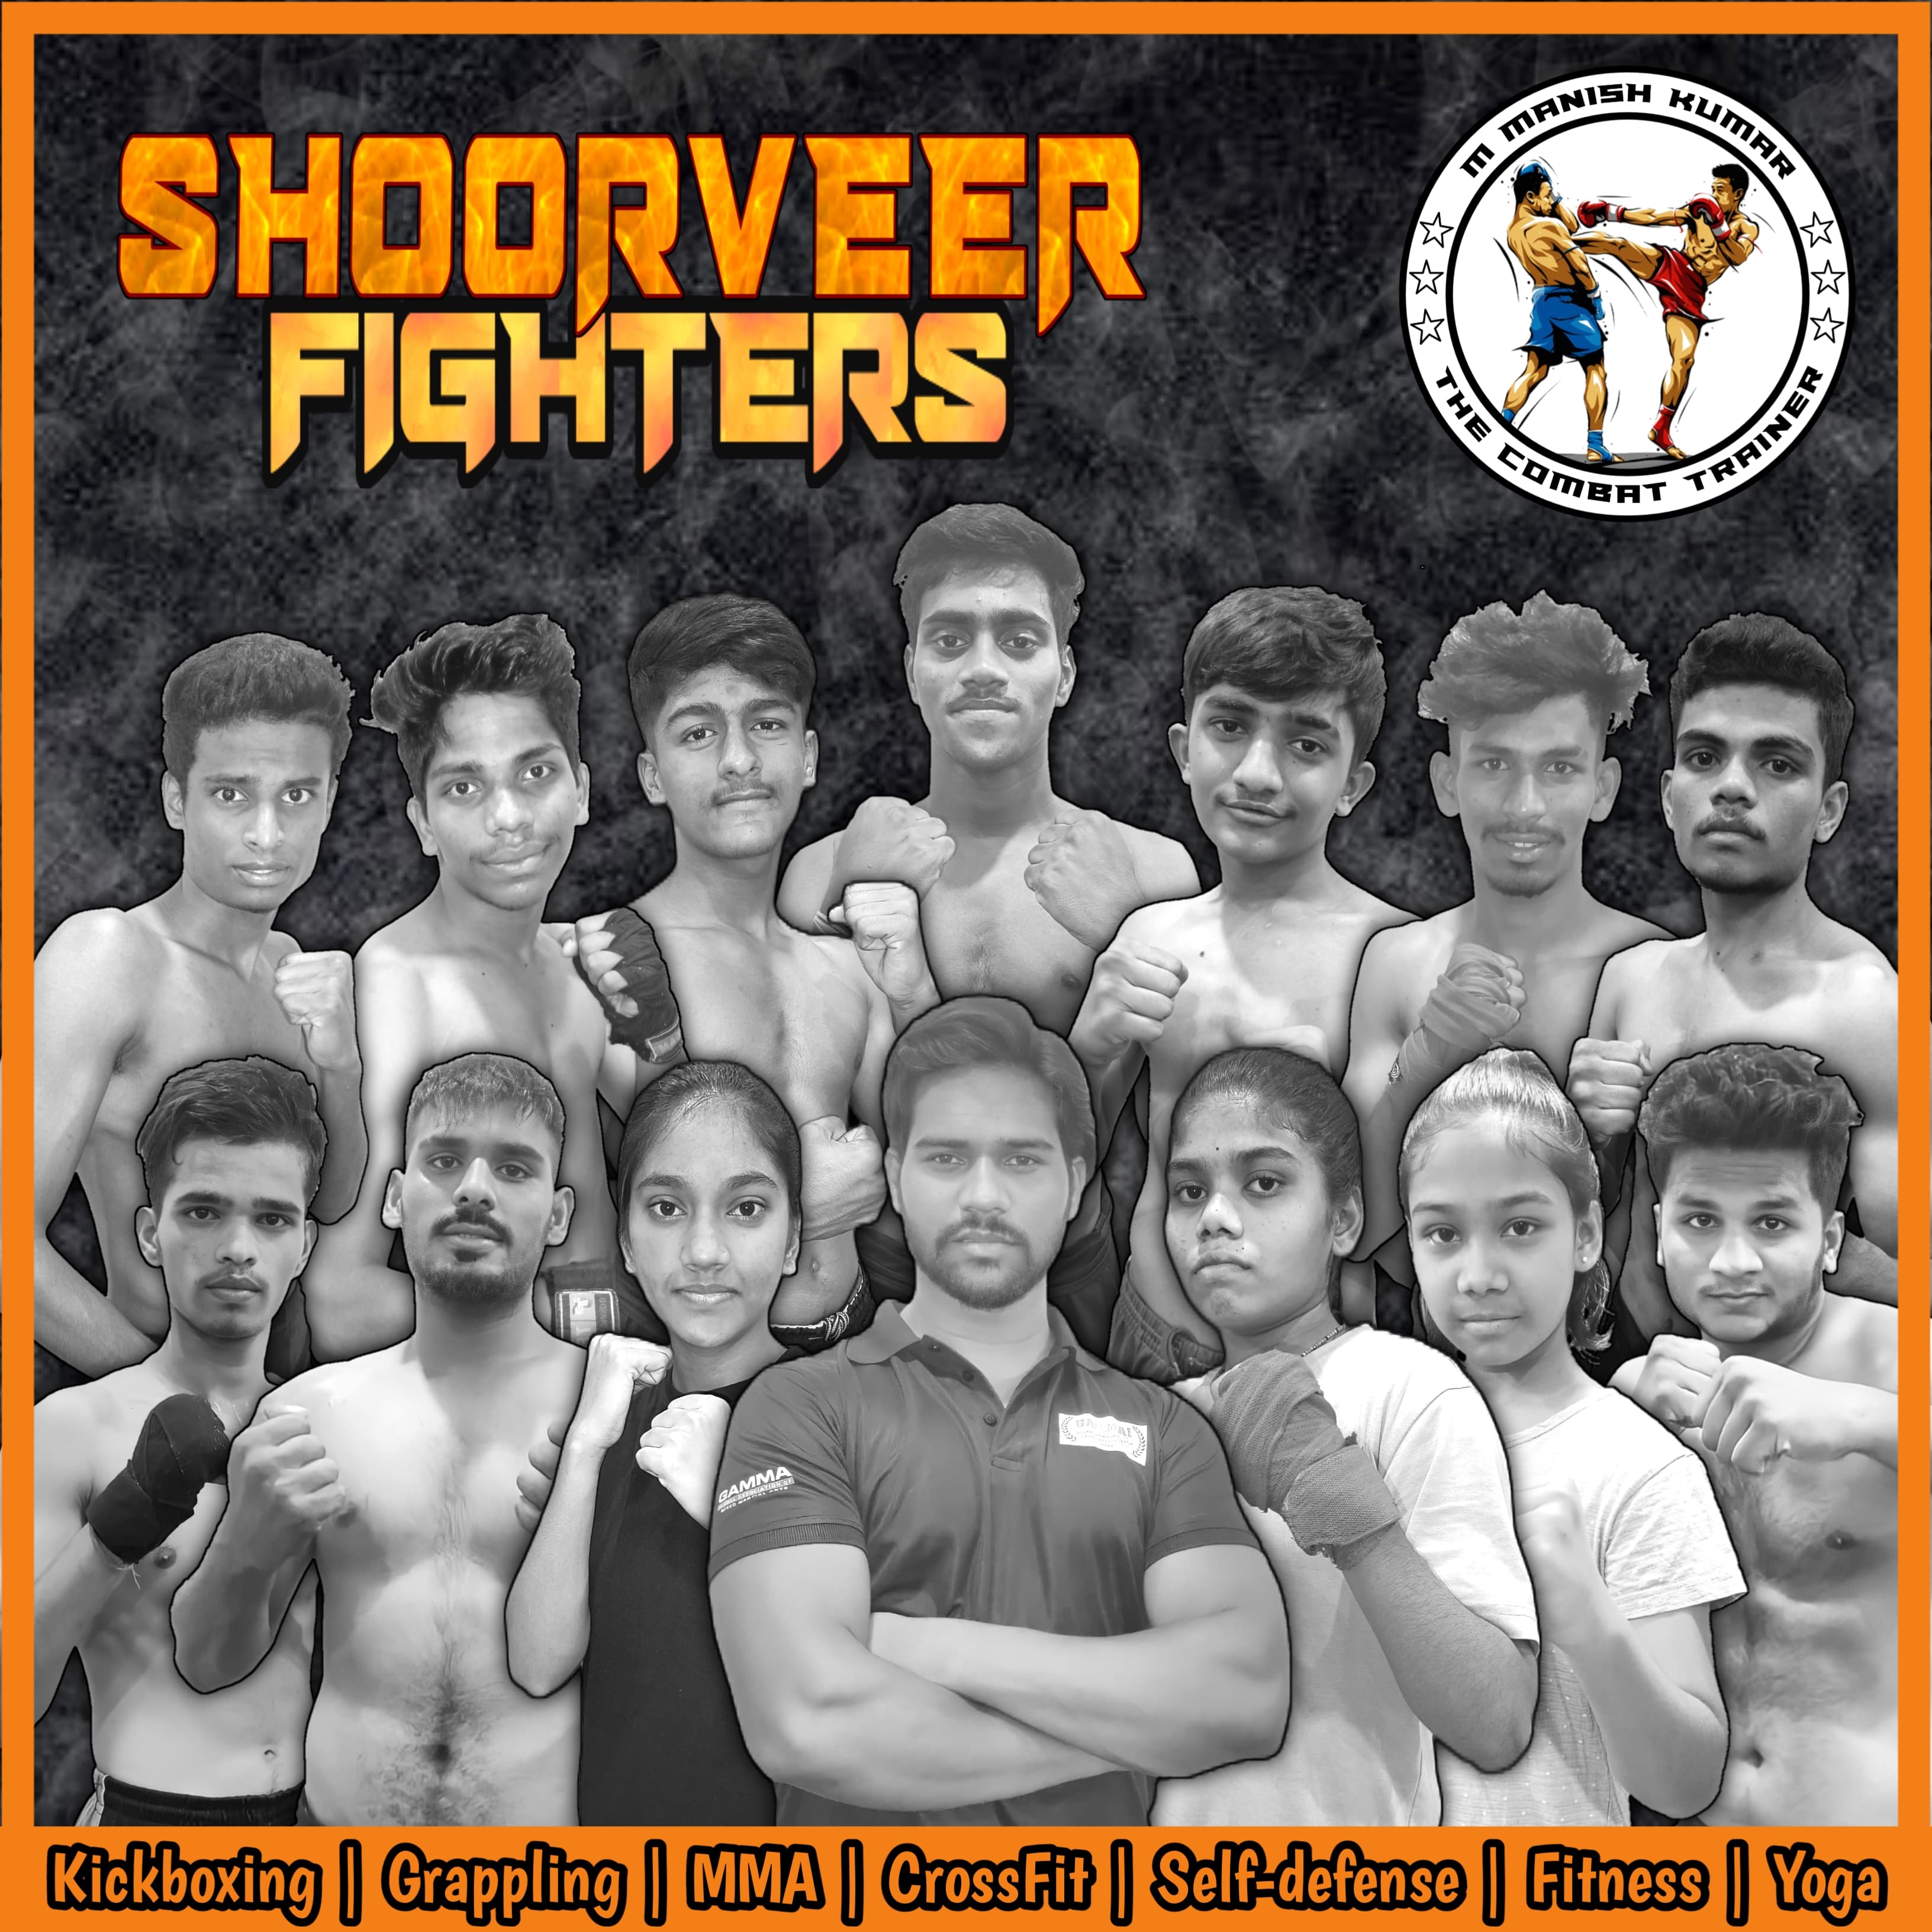 SHOORVEER
FIGHTERS
M MANISH KUMAR
THE COMBAT TRAINER
GAMMA
Kickboxing | Grappling | MMA | CrossFit | Self-defense | Fitness | Yoga